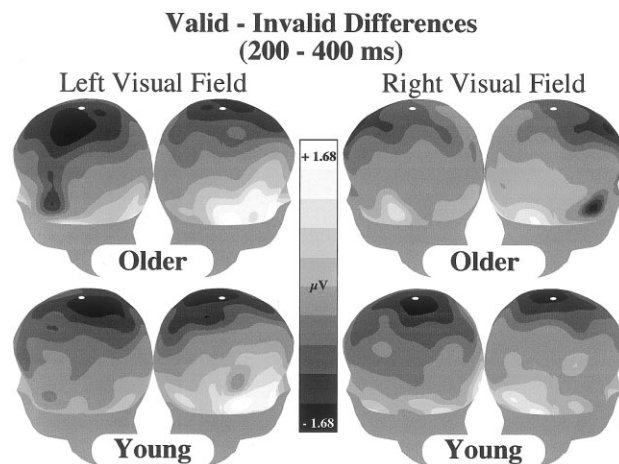 Valid - Invalid Differences
(200 - 400 ms)
Left Visual Field
Right Visual Field
+ 1.68
Older
Older
μV
- 1.68
Young
Young